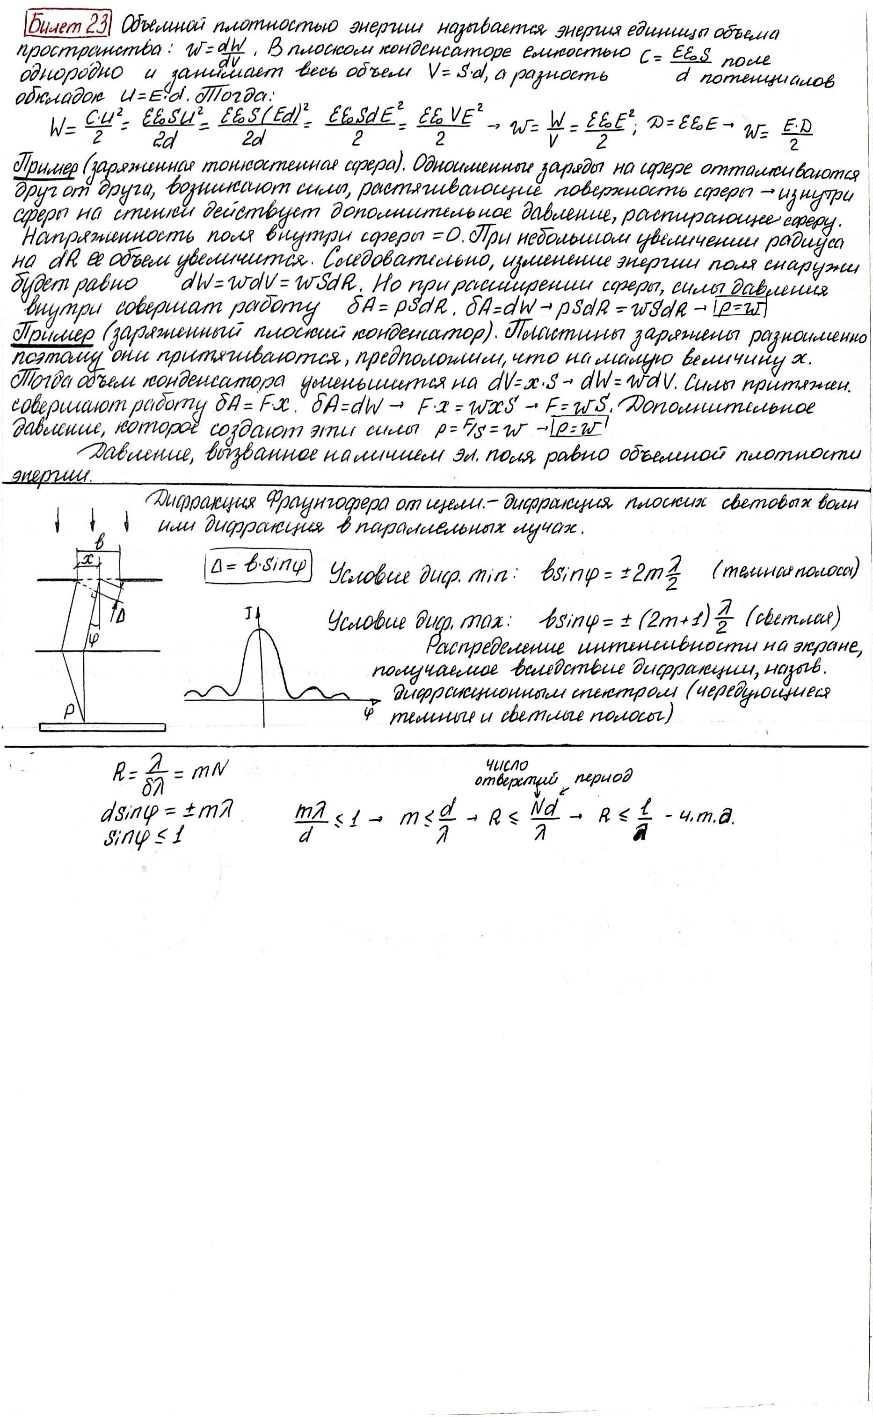 Билет 23 Объемной плотностью энергии называется энергия единицы объема
пространства: w = dW/dV. В плоском конденсаторе емкостью C = εε₀S/d поле
однородно и занимает весь объем V = S·d, а разность потенциалов
обкладок U = E·d. Тогда:
W = C·U²/2 = εε₀SU²/2d = εε₀S(Ed)²/2d = εε₀SdE²/2 = εε₀VE²/2 → w = W/V = εε₀E²/2; D = εε₀E → w = E·D/2
Пример (заряженная тонкостенная сфера). Одноименные заряды на сфере отталкиваются
друг от друга, возникают силы, растягивающие поверхность сферы → изнутри
сферы на стенки действует дополнительное давление, распирающее сферу.
Напряженность поля внутри сферы = 0. При небольшом увеличении радиуса
на dR ее объем увеличится. Следовательно, изменение энергии поля снаружи
будет равно dW = wdV = wSdR. Но при расширении сферы, силы давления
внутри совершат работу δA = pSdR. δA = dW → pSdR = wSdR → p = w
Пример (заряженный плоский конденсатор). Пластины заряжены разноименно
поэтому они притягиваются, предположим, что на малую величину x.
Тогда объем конденсатора уменьшится на dV = x·S → dW = wdV. Силы притяжен.
совершают работу δA = F·x. δA = dW → F·x = wxS → F = wS. Дополнительное
давление, которое создают эти силы p = F/S = w → p = w
Давление, вызванное наличием эл. поля равно объемной плотности
энергии.
Дифракция Фраунгофера от щели. – дифракция плоских световых волн
или дифракция в параллельных лучах.
b
x
Δ
φ
P
Δ = b·sinφ
Условие диф. min: bsinφ = ±2m λ/2 (темная полоса)
Условие диф. max: bsinφ = ±(2m+1) λ/2 (светлая)
I
φ
Распределение интенсивности на экране,
получаемое вследствие дифракции, назыв.
дифракционным спектром (чередующиеся
темные и светлые полосы)
R = λ/δλ = mN
dsinφ = ±mλ
sinφ ≤ 1
число
отверстий период
mλ/d ≤ 1 → m ≤ d/λ → R ≤ Nd/λ → R ≤ l/λ - ч.т.д.